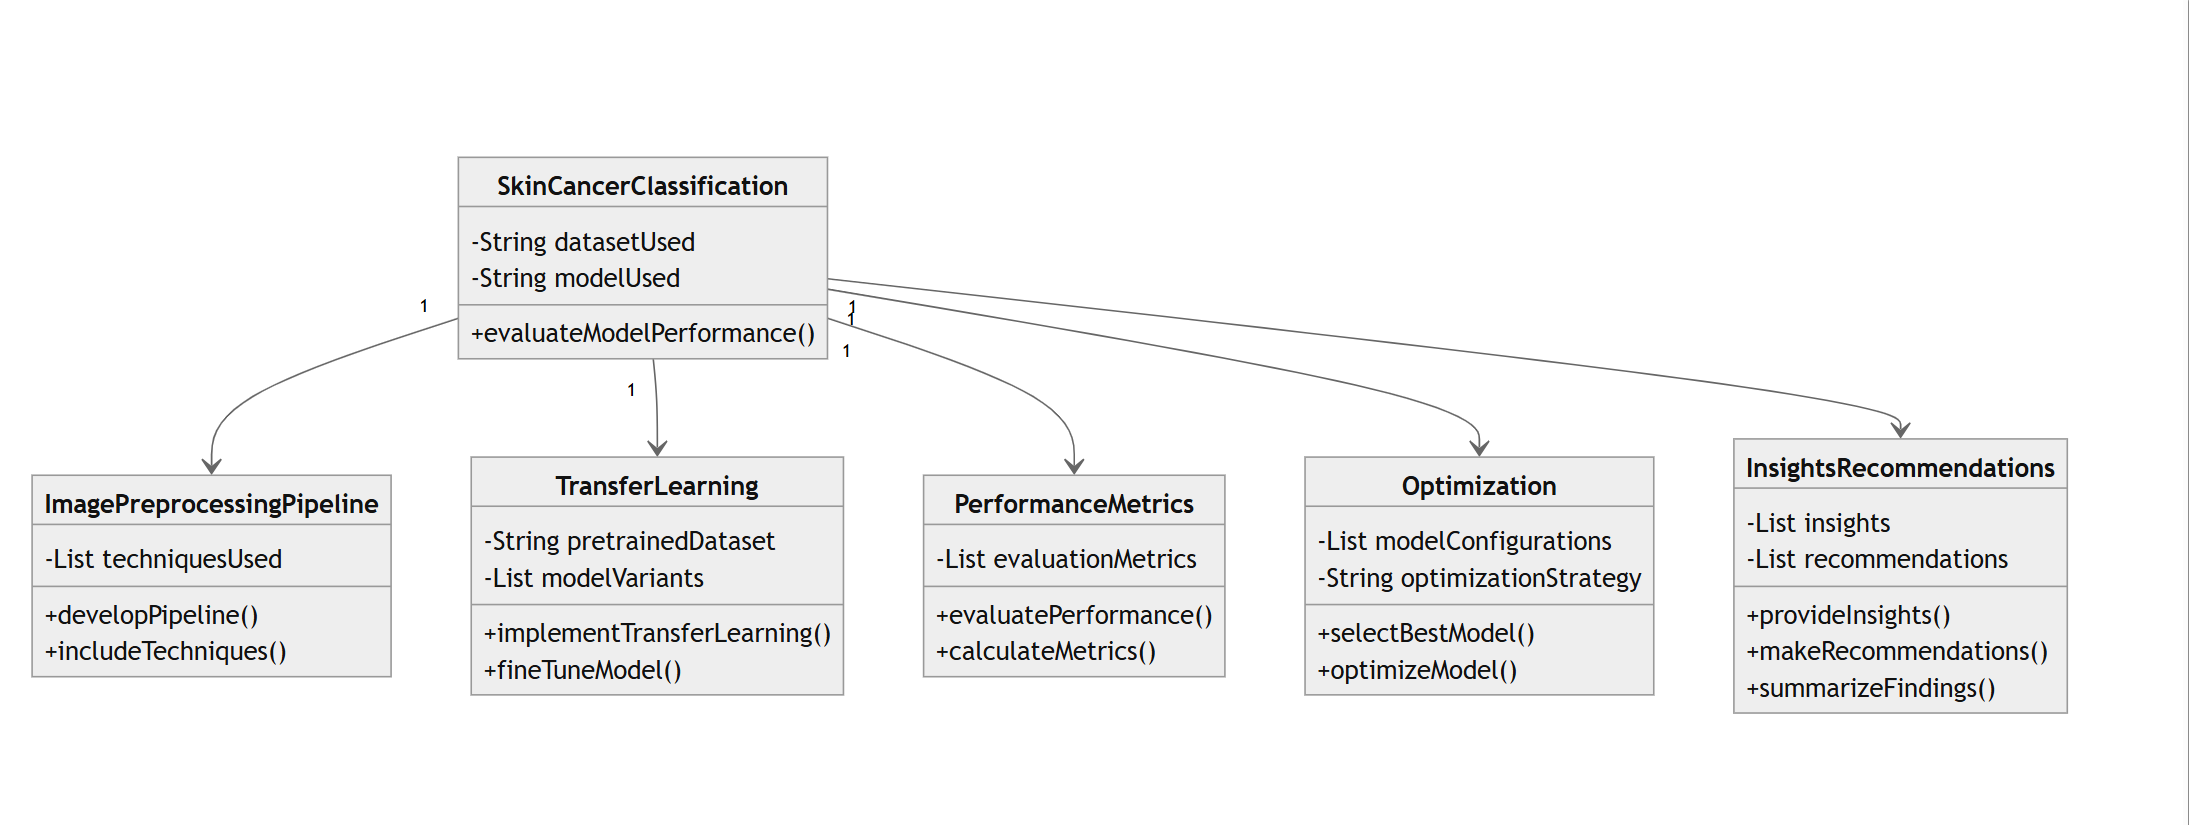 SkinCancerClassification
-String datasetUsed
-String modelUsed
+evaluateModelPerformance()
1
1
1
1
1
ImagePreprocessingPipeline
-List techniquesUsed
+developPipeline()
+includeTechniques()
TransferLearning
-String pretrainedDataset
-List modelVariants
+implementTransferLearning()
+fineTuneModel()
PerformanceMetrics
-List evaluationMetrics
+evaluatePerformance()
+calculateMetrics()
Optimization
-List modelConfigurations
-String optimizationStrategy
+selectBestModel()
+optimizeModel()
InsightsRecommendations
-List insights
-List recommendations
+provideInsights()
+makeRecommendations()
+summarizeFindings()